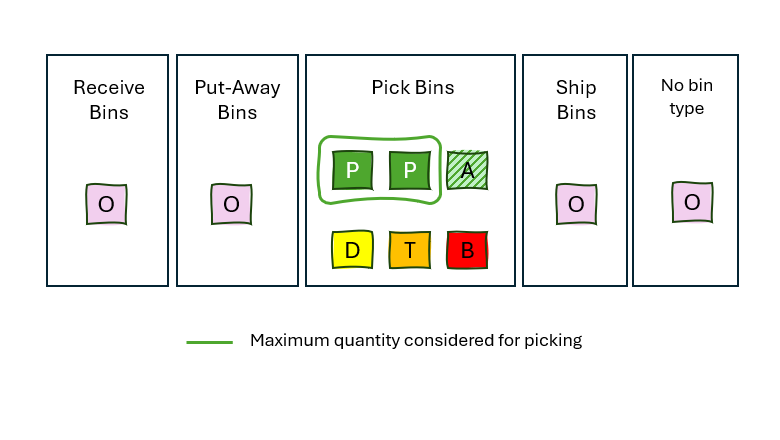 Receive
Bins
Put-Away
Bins
Pick Bins
Ship
Bins
No bin
type
P P A
O O O O
D T B
Maximum quantity considered for picking